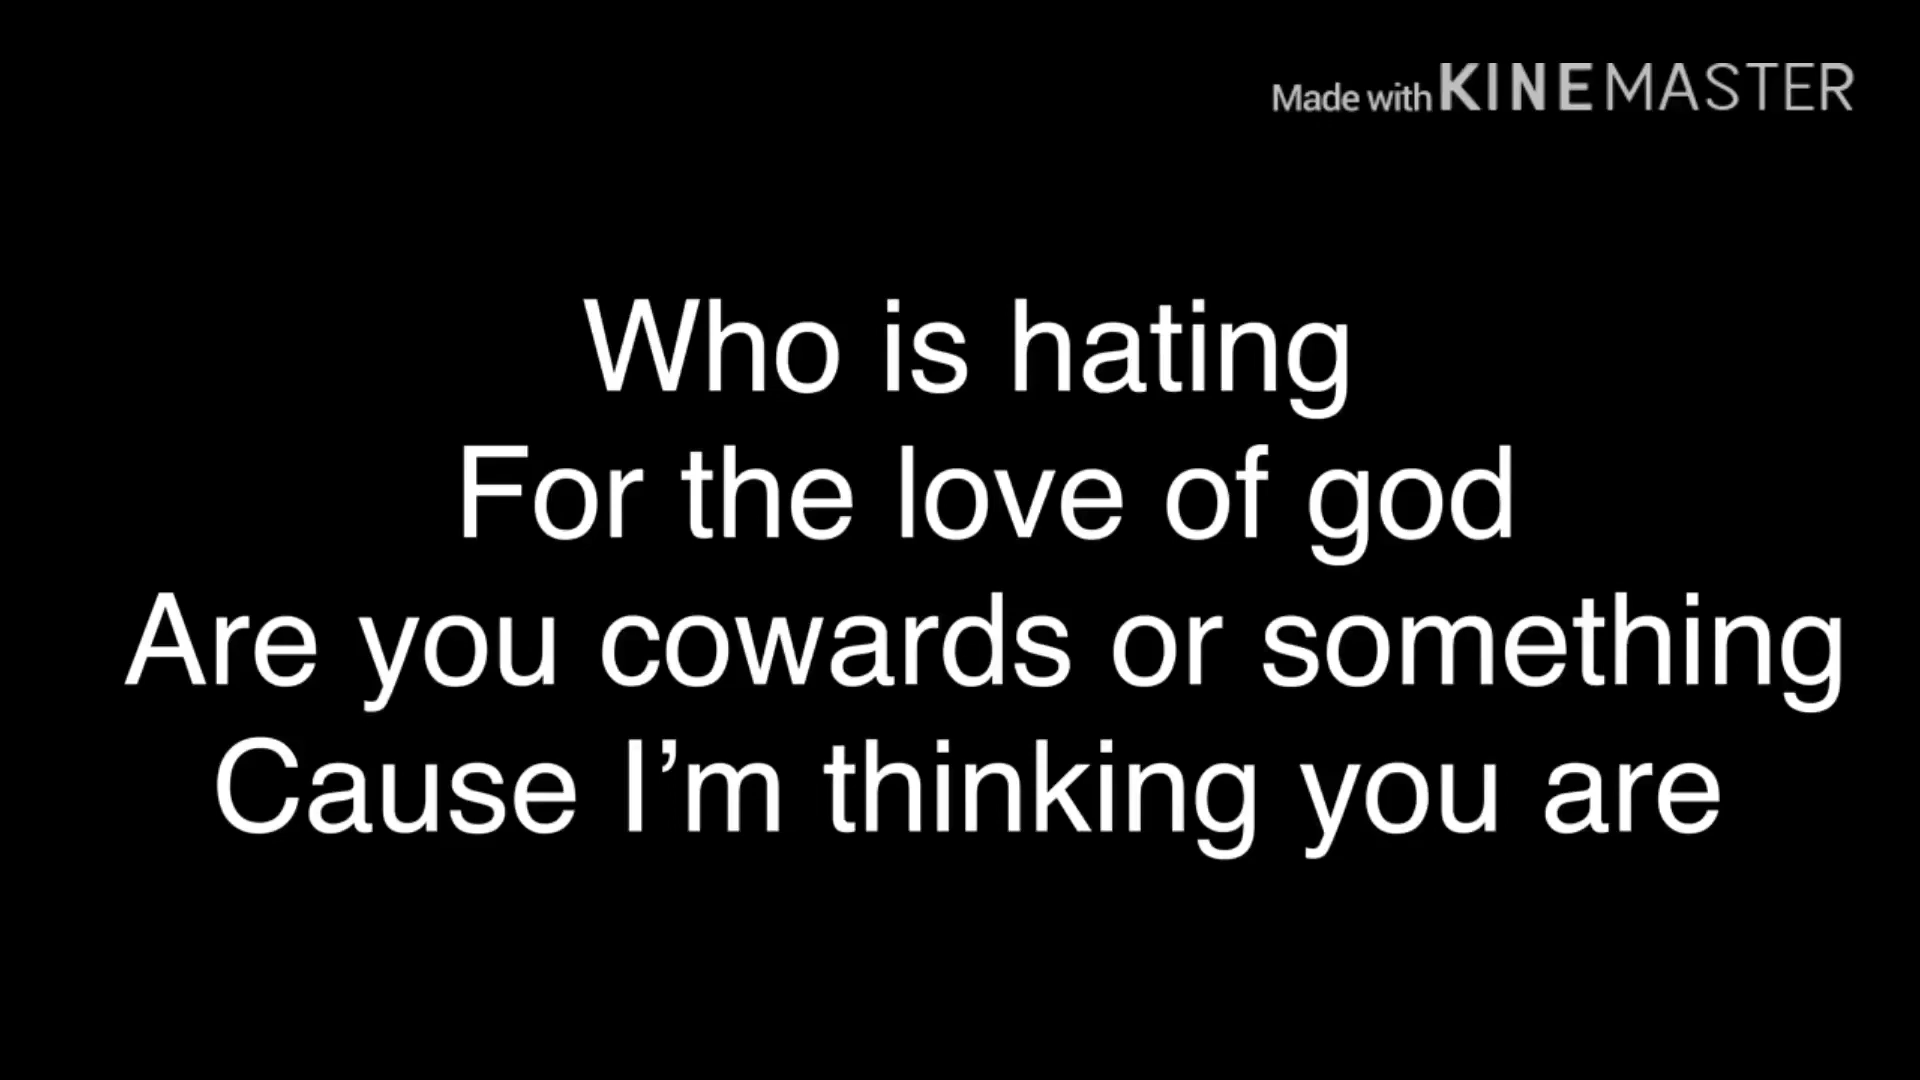 Made with KINEMASTER
Who is hating
For the love of god
Are you cowards or something
Cause I’m thinking you are